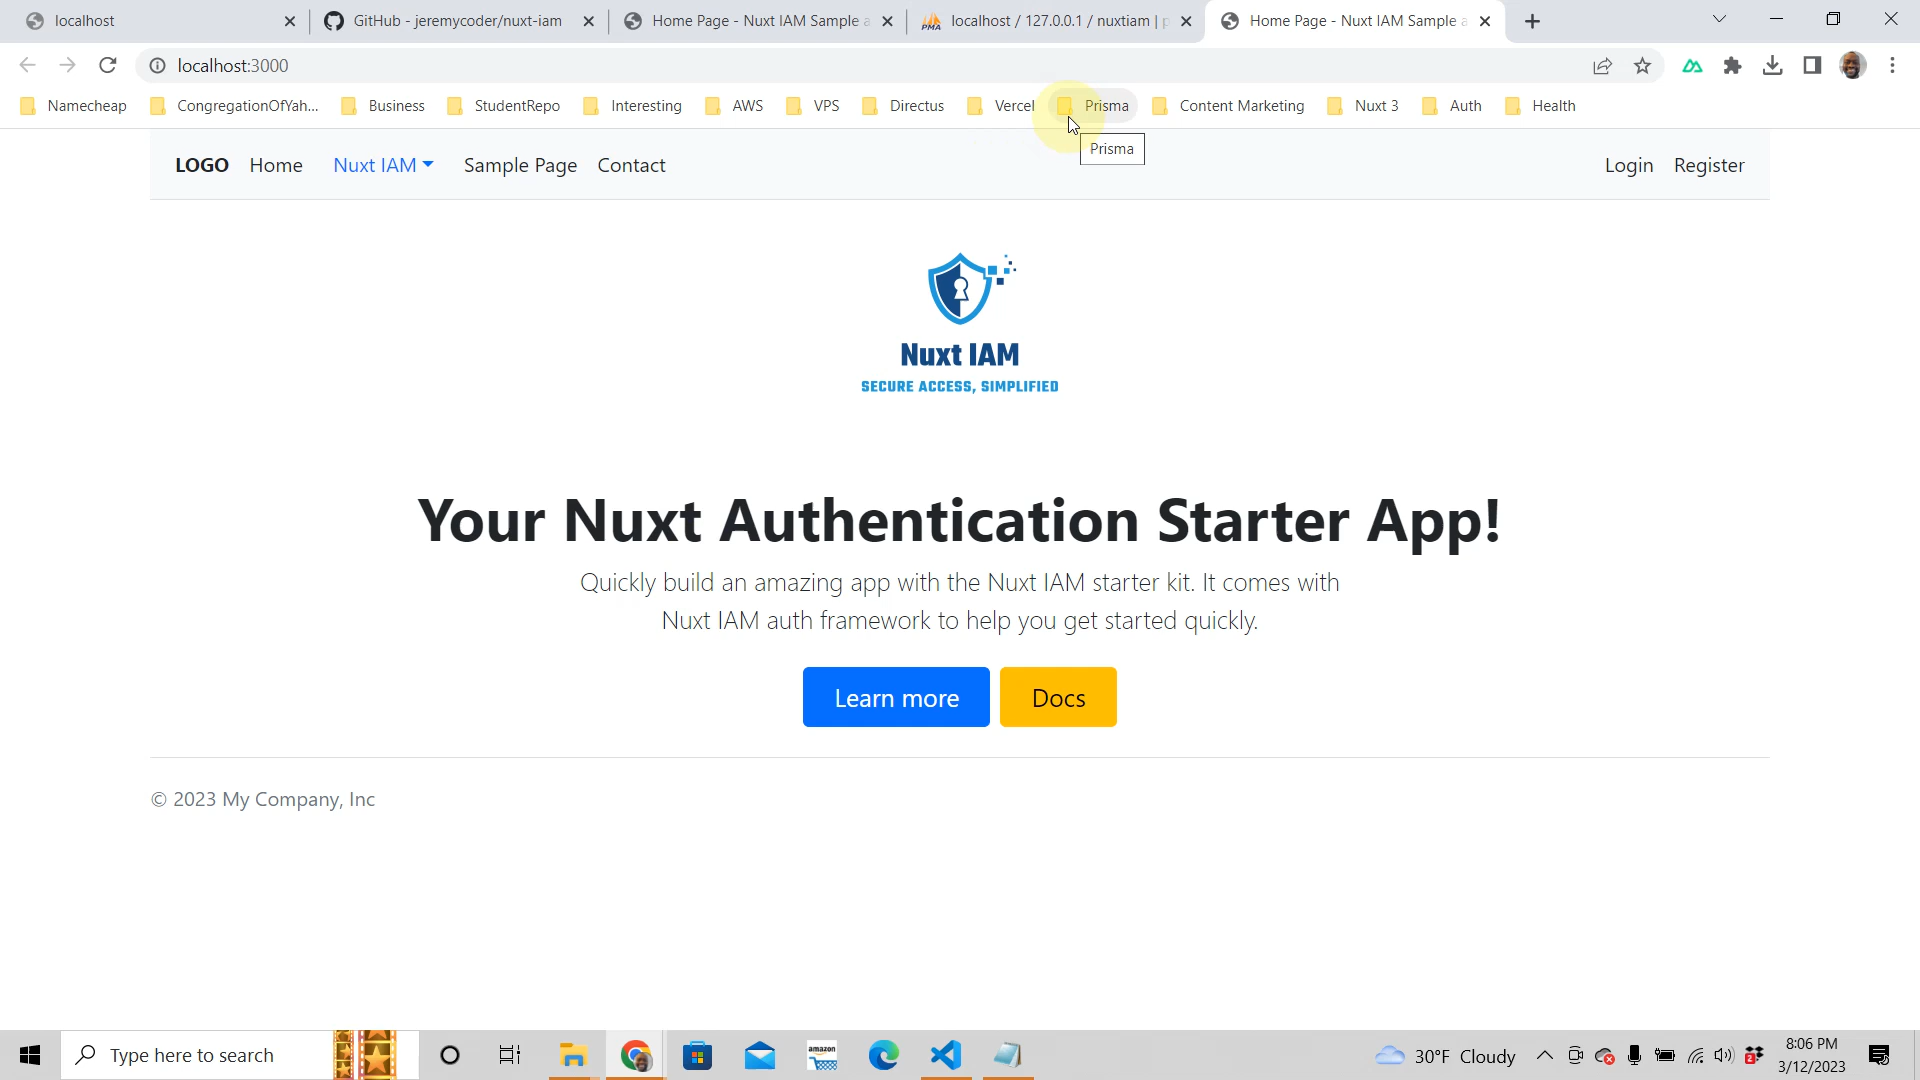 localhost
GitHub - jeremycoder/nuxt-iam
Home Page - Nuxt IAM Sample a
localhost / 127.0.0.1 / nuxtiam | p
Home Page - Nuxt IAM Sample a
localhost:3000
Namecheap CongregationOfYah... Business StudentRepo Interesting AWS VPS Directus Vercel Prisma Content Marketing Nuxt 3 Auth Health
Prisma
LOGO Home Nuxt IAM Sample Page Contact Login Register
Nuxt IAM
SECURE ACCESS, SIMPLIFIED
Your Nuxt Authentication Starter App!
Quickly build an amazing app with the Nuxt IAM starter kit. It comes with
Nuxt IAM auth framework to help you get started quickly.
Learn more Docs
© 2023 My Company, Inc
Type here to search
amazon
30°F Cloudy
2
8:06 PM
3/12/2023